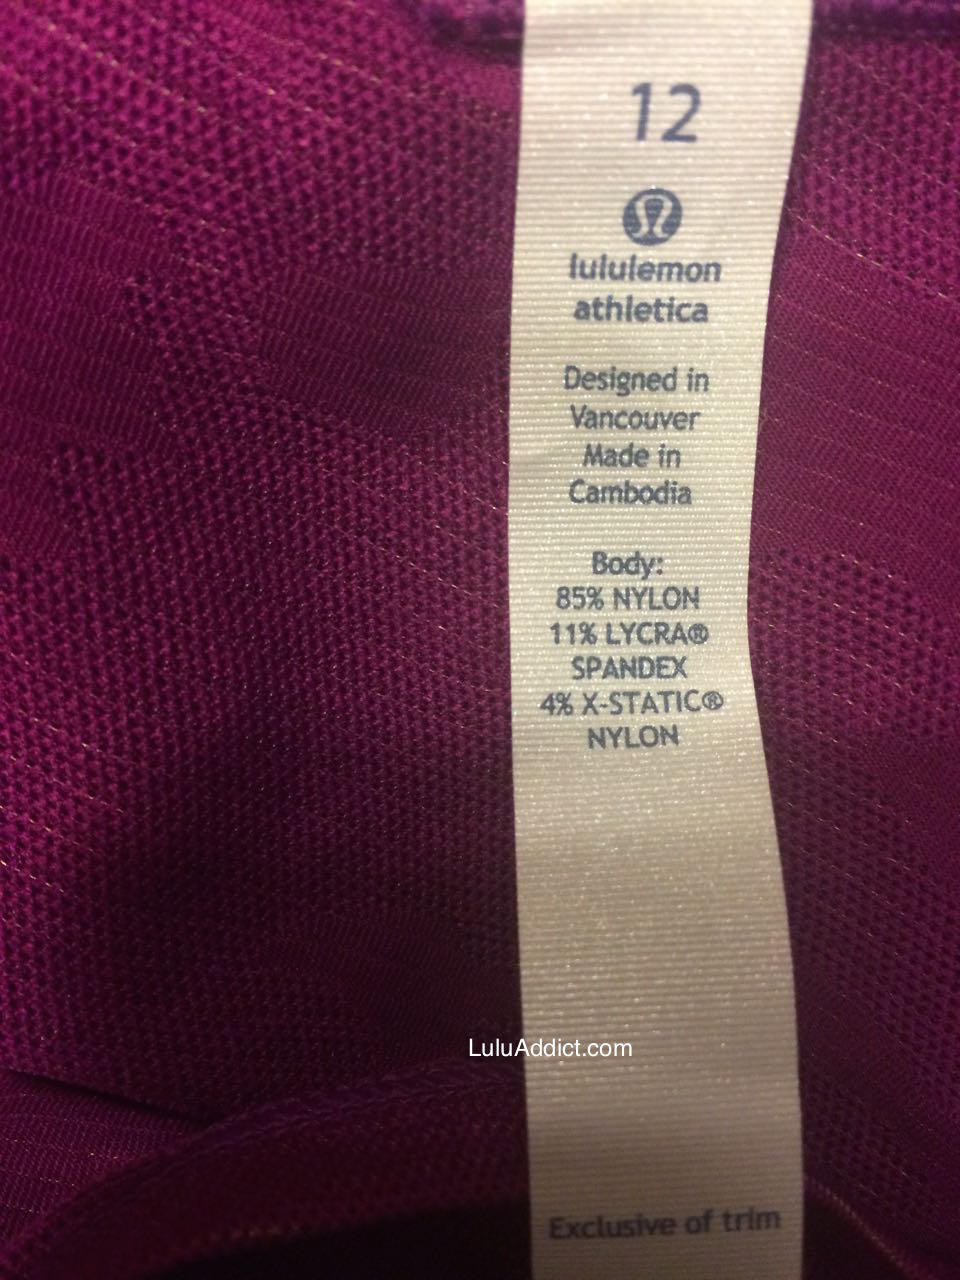 12
lululemon
athletica
Designed in
Vancouver
Made in
Cambodia
Body:
85% NYLON
11% LYCRA®
SPANDEX
4% X-STATIC®
NYLON
LuluAddict.com
Exclusive of trim